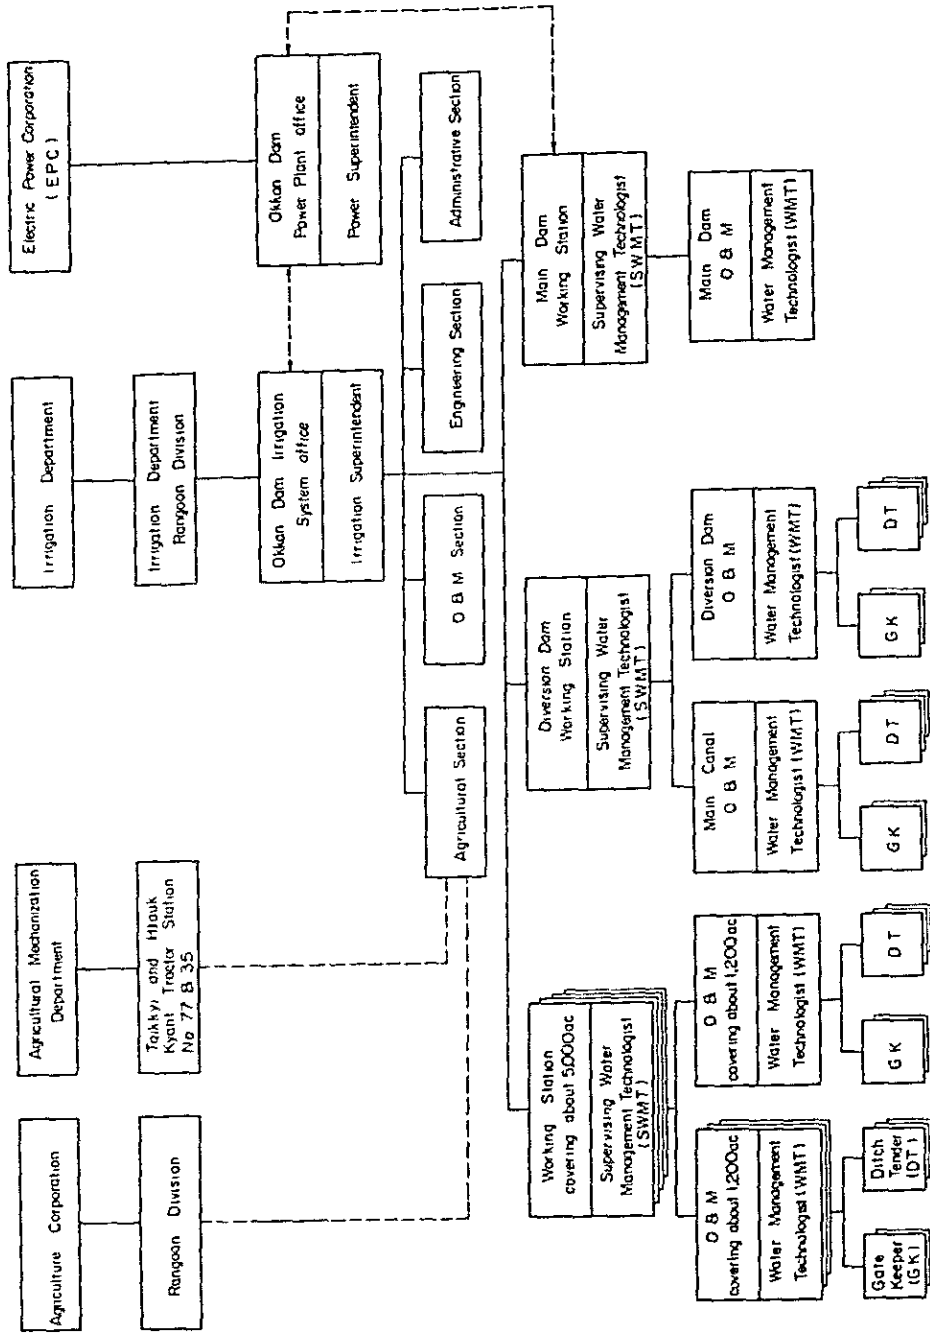 Agriculture Corporation
Agricultural Mechanization
Department
Irrigation Department
Electric Power Corporation
(EPC)
Rangoon Division
Taikkyi and Hlauk
Kyant Tractor Station
No 77 & 35
Irrigation Department
Rangoon Division
Okkan Dam Irrigation
System office
Irrigation Superintendent
Okkan Dam
Power Plant office
Power Superintendent
Agricultural Section
O & M Section
Engineering Section
Administrative Section
Working Station
covering about 5,000ac
Supervising Water
Management Technologist
(SWMT)
Diversion Dam
Working Station
Supervising Water
Management Technologist
(SWMT)
Main Dam
Working Station
Supervising Water
Management Technologist
(SWMT)
O & M
covering about 1,200ac
Water Management
Technologist (WMT)
O & M
covering about 1,200ac
Water Management
Technologist (WMT)
Main Canal
O & M
Water Management
Technologist (WMT)
Diversion Dam
O & M
Water Management
Technologist (WMT)
Main Dam
O & M
Water Management
Technologist (WMT)
Gate
Keeper
(GK)
Ditch
Tender
(DT)
GK
DT
GK
DT
GK
DT